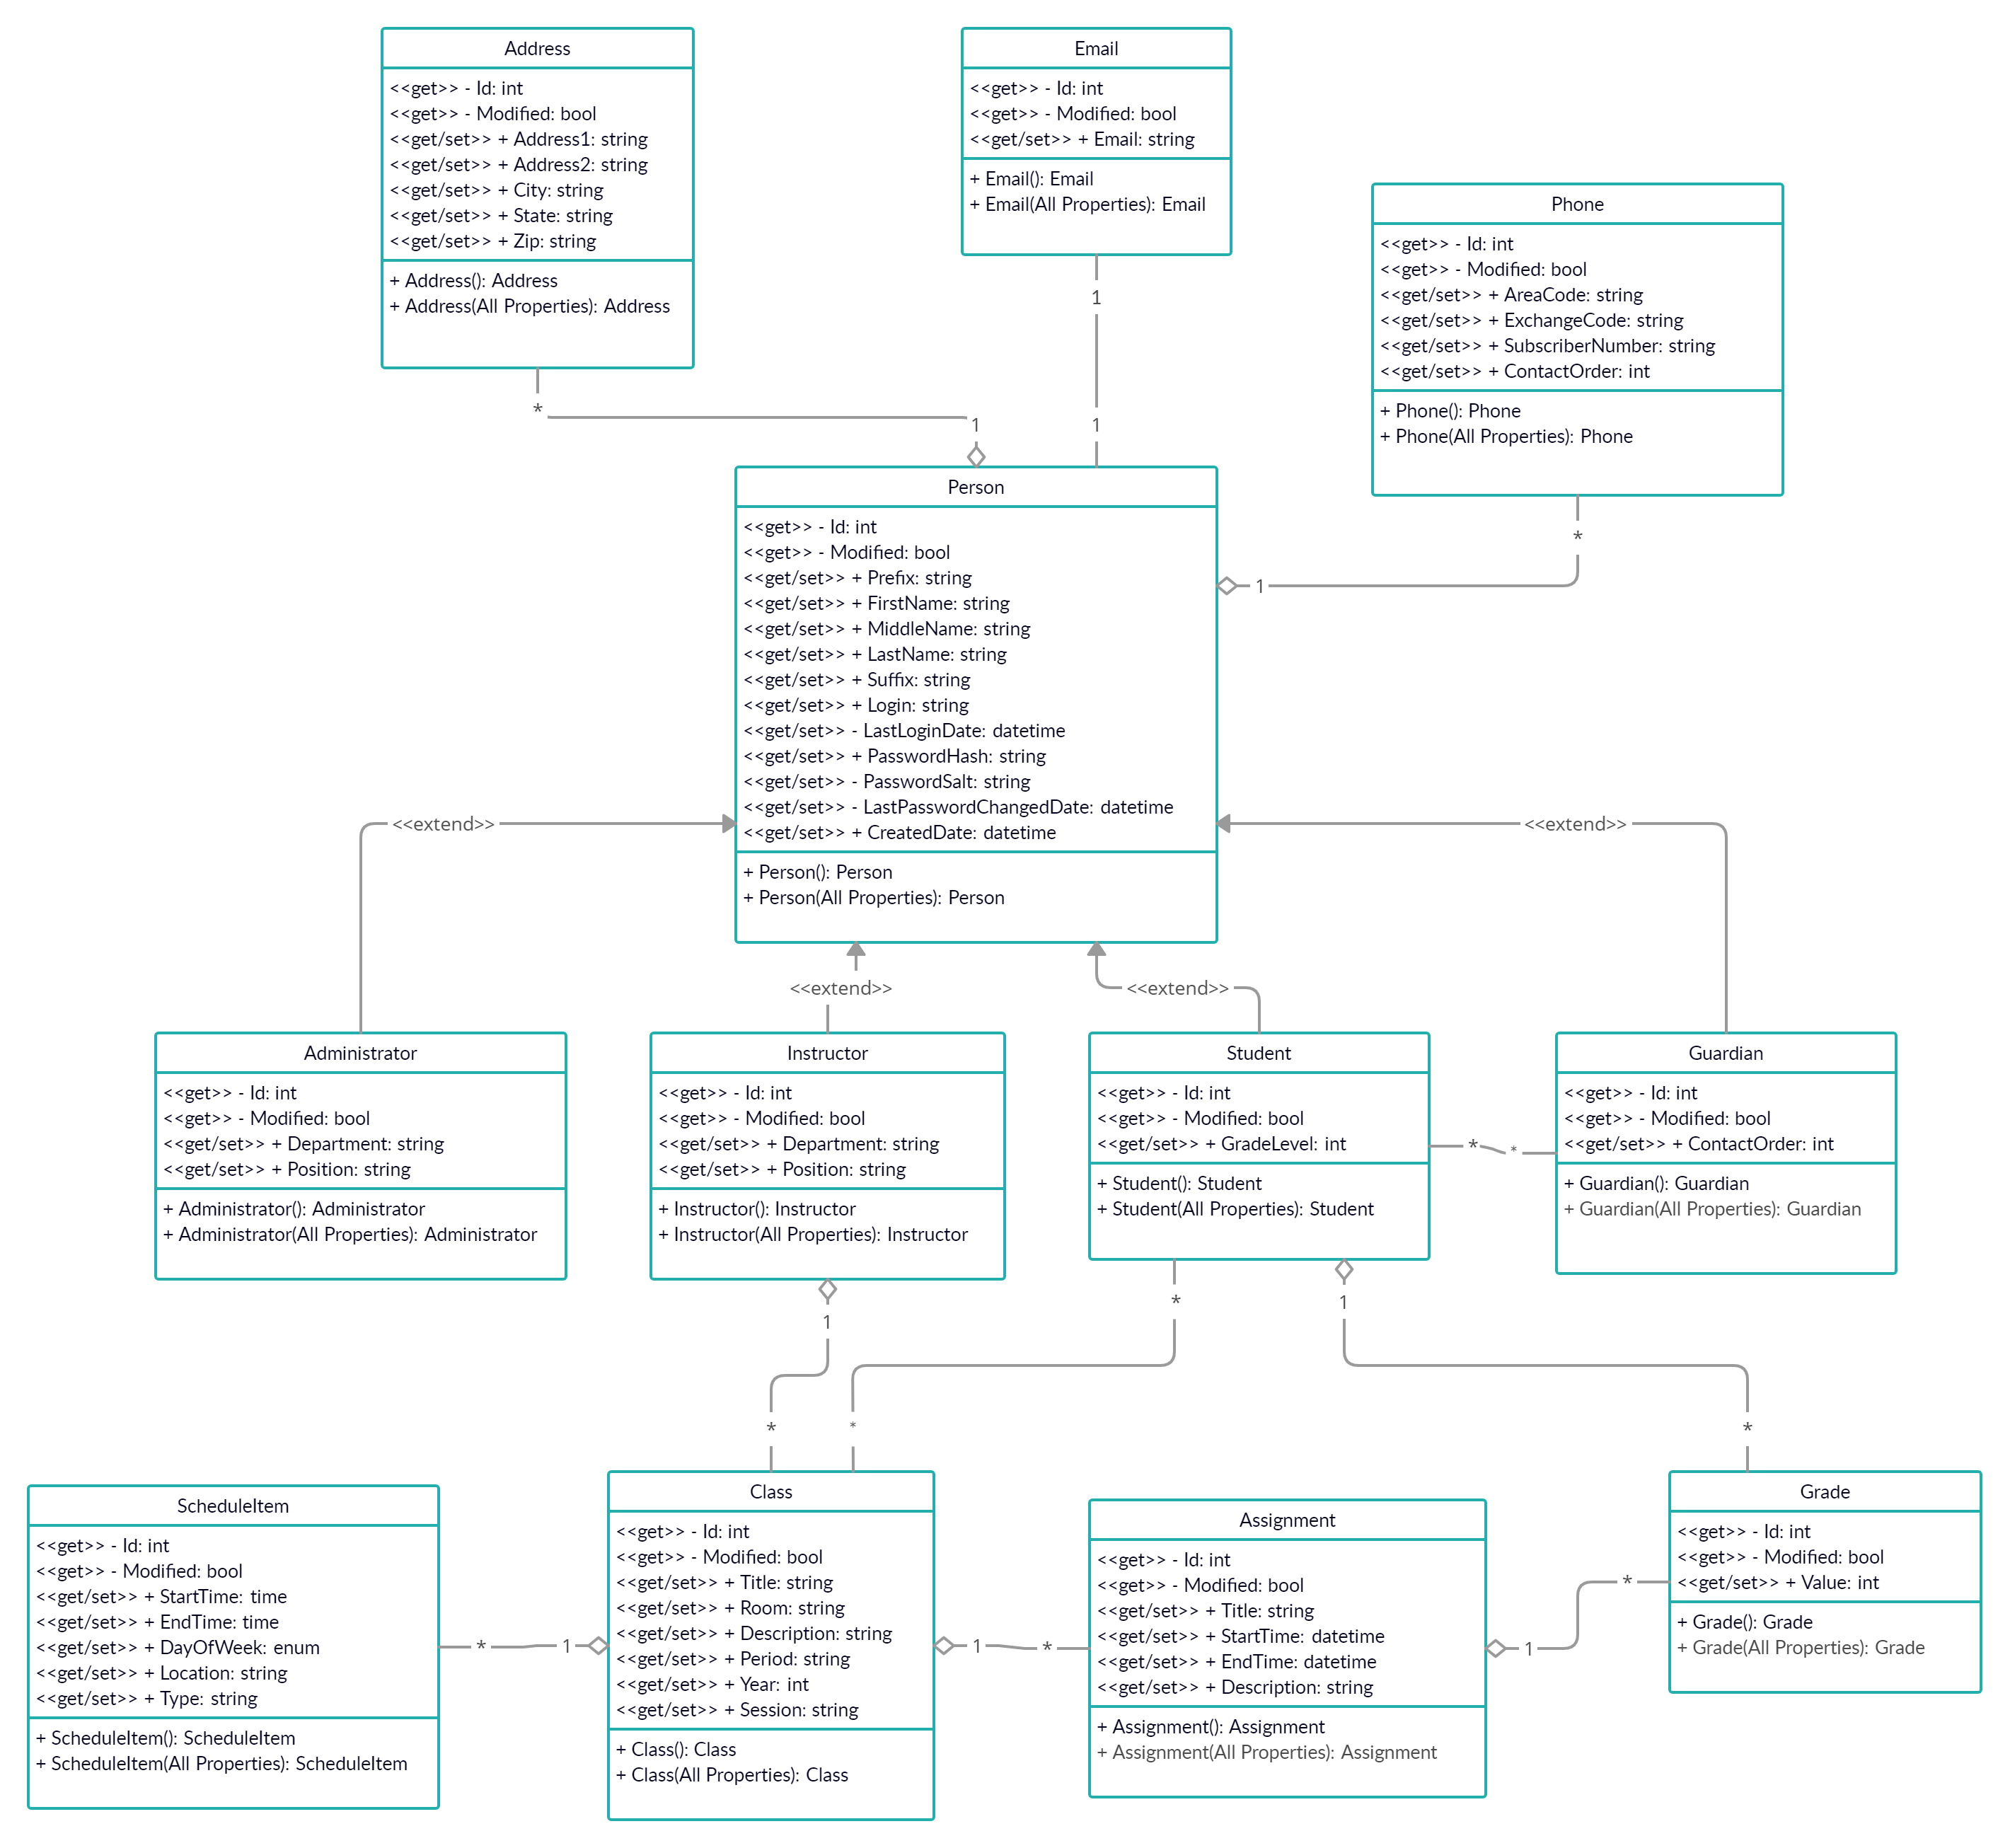 Address
<<get>> - Id: int
<<get>> - Modified: bool
<<get/set>> + Address1: string
<<get/set>> + Address2: string
<<get/set>> + City: string
<<get/set>> + State: string
<<get/set>> + Zip: string
+ Address(): Address
+ Address(All Properties): Address
Email
<<get>> - Id: int
<<get>> - Modified: bool
<<get/set>> + Email: string
+ Email(): Email
+ Email(All Properties): Email
Phone
<<get>> - Id: int
<<get>> - Modified: bool
<<get/set>> + AreaCode: string
<<get/set>> + ExchangeCode: string
<<get/set>> + SubscriberNumber: string
<<get/set>> + ContactOrder: int
+ Phone(): Phone
+ Phone(All Properties): Phone
1
*
1
1
*
1
Person
<<get>> - Id: int
<<get>> - Modified: bool
<<get/set>> + Prefix: string
<<get/set>> + FirstName: string
<<get/set>> + MiddleName: string
<<get/set>> + LastName: string
<<get/set>> + Suffix: string
<<get/set>> + Login: string
<<get/set>> - LastLoginDate: datetime
<<get/set>> + PasswordHash: string
<<get/set>> - PasswordSalt: string
<<get/set>> - LastPasswordChangedDate: datetime
<<get/set>> + CreatedDate: datetime
+ Person(): Person
+ Person(All Properties): Person
<<extend>>
<<extend>>
<<extend>>
<<extend>>
Administrator
<<get>> - Id: int
<<get>> - Modified: bool
<<get/set>> + Department: string
<<get/set>> + Position: string
+ Administrator(): Administrator
+ Administrator(All Properties): Administrator
Instructor
<<get>> - Id: int
<<get>> - Modified: bool
<<get/set>> + Department: string
<<get/set>> + Position: string
+ Instructor(): Instructor
+ Instructor(All Properties): Instructor
Student
<<get>> - Id: int
<<get>> - Modified: bool
<<get/set>> + GradeLevel: int
+ Student(): Student
+ Student(All Properties): Student
* *
Guardian
<<get>> - Id: int
<<get>> - Modified: bool
<<get/set>> + ContactOrder: int
+ Guardian(): Guardian
+ Guardian(All Properties): Guardian
1
*
1
*
*
*
ScheduleItem
<<get>> - Id: int
<<get>> - Modified: bool
<<get/set>> + StartTime: time
<<get/set>> + EndTime: time
<<get/set>> + DayOfWeek: enum
<<get/set>> + Location: string
<<get/set>> + Type: string
+ ScheduleItem(): ScheduleItem
+ ScheduleItem(All Properties): ScheduleItem
* 1
Class
<<get>> - Id: int
<<get>> - Modified: bool
<<get/set>> + Title: string
<<get/set>> + Room: string
<<get/set>> + Description: string
<<get/set>> + Period: string
<<get/set>> + Year: int
<<get/set>> + Session: string
+ Class(): Class
+ Class(All Properties): Class
1 *
Assignment
<<get>> - Id: int
<<get>> - Modified: bool
<<get/set>> + Title: string
<<get/set>> + StartTime: datetime
<<get/set>> + EndTime: datetime
<<get/set>> + Description: string
+ Assignment(): Assignment
+ Assignment(All Properties): Assignment
1 *
Grade
<<get>> - Id: int
<<get>> - Modified: bool
<<get/set>> + Value: int
+ Grade(): Grade
+ Grade(All Properties): Grade